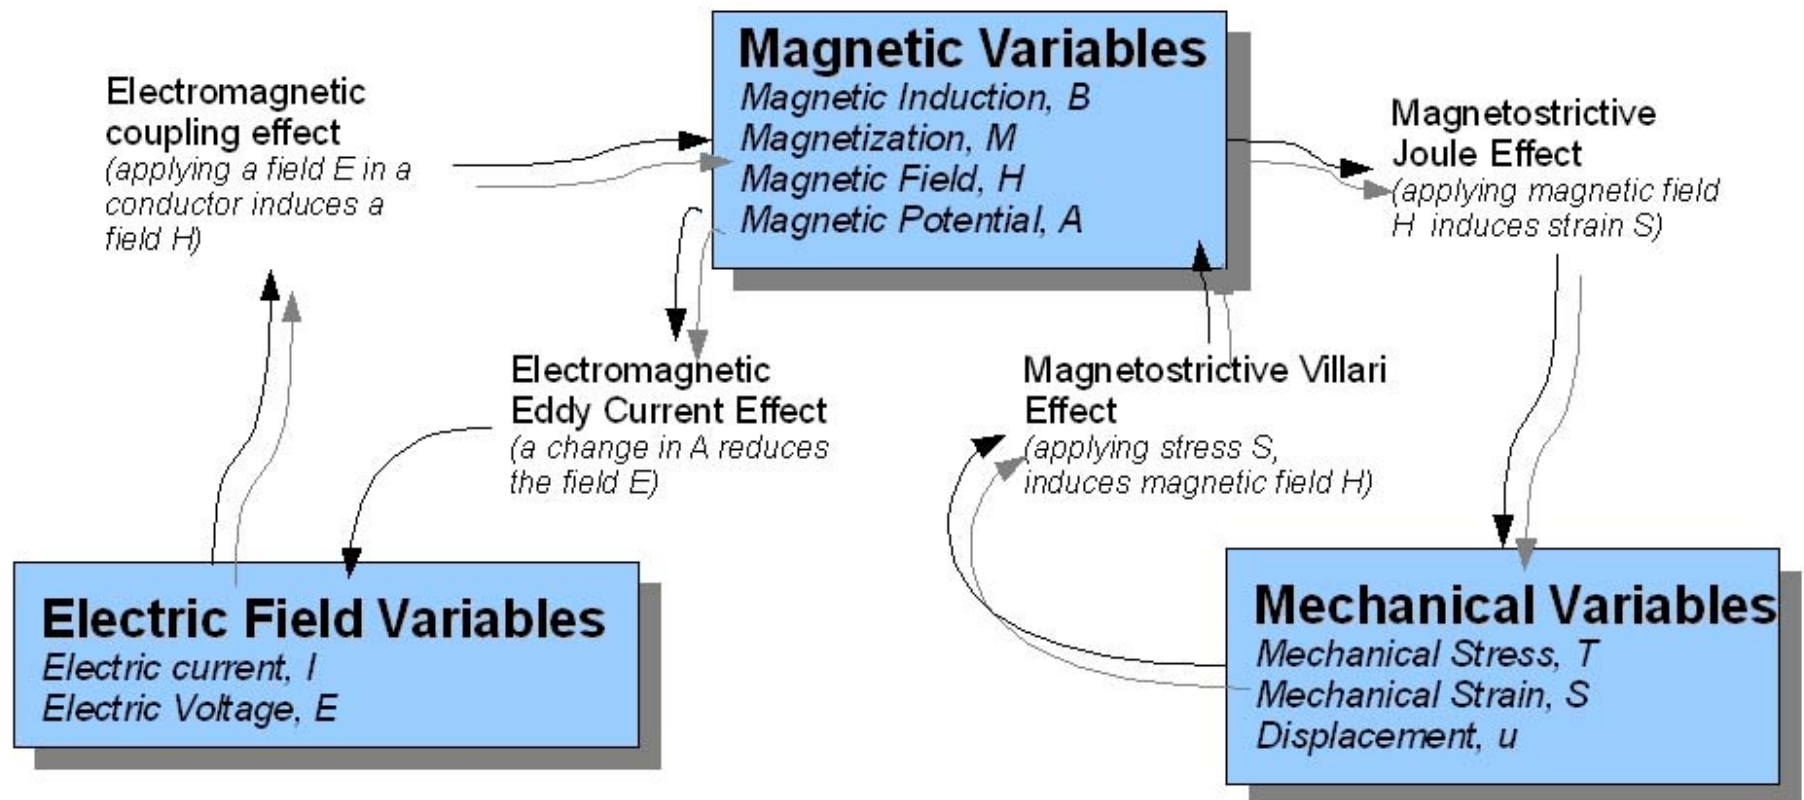 Magnetic Variables
Magnetic Induction, B
Magnetization, M
Magnetic Field, H
Magnetic Potential, A
Electromagnetic
coupling effect
(applying a field E in a
conductor induces a
field H)
Magnetostrictive
Joule Effect
(applying magnetic field
H induces strain S)
Electromagnetic
Eddy Current Effect
(a change in A reduces
the field E)
Magnetostrictive Villari
Effect
(applying stress S,
induces magnetic field H)
Electric Field Variables
Electric current, I
Electric Voltage, E
Mechanical Variables
Mechanical Stress, T
Mechanical Strain, S
Displacement, u